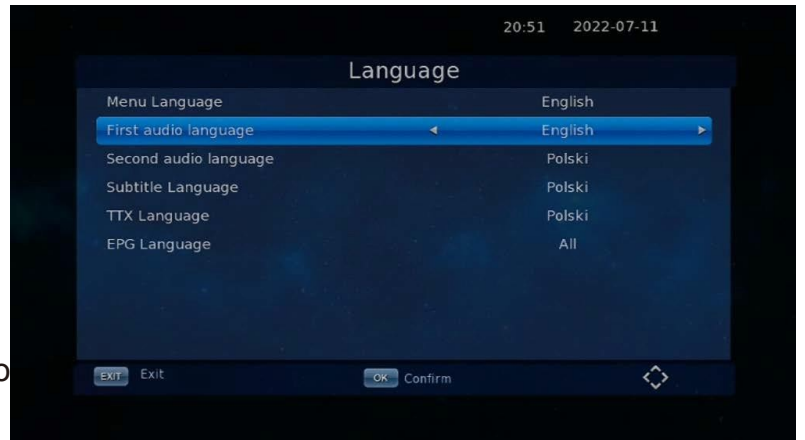 20:51 2022-07-11
Language
Menu Language English
First audio language English
Second audio language Polski
Subtitle Language Polski
TTX Language Polski
EPG Language All
EXIT Exit OK Confirm